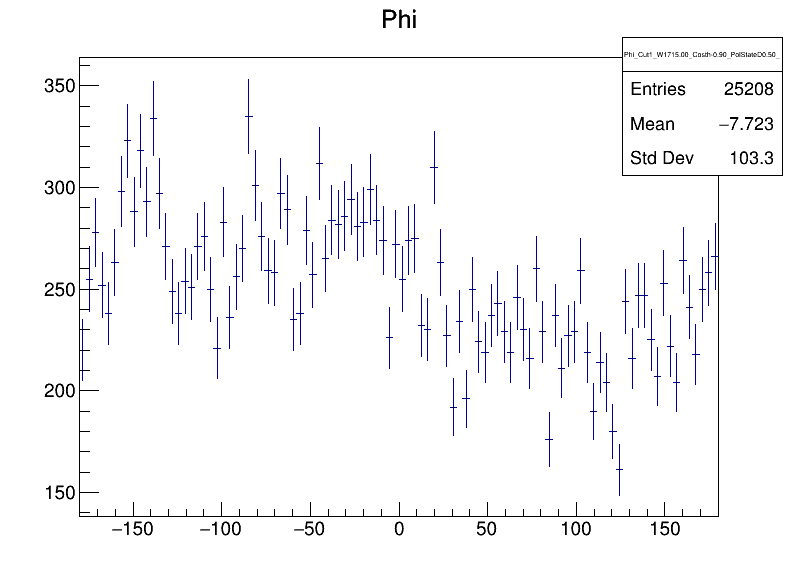 Phi
Phi_Cut1_W1715.00_Costh-0.90_PolStateD0.50_
Entries 25208
Mean −7.723
Std Dev 103.3
350
300
250
200
150
−150 −100 −50 0 50 100 150